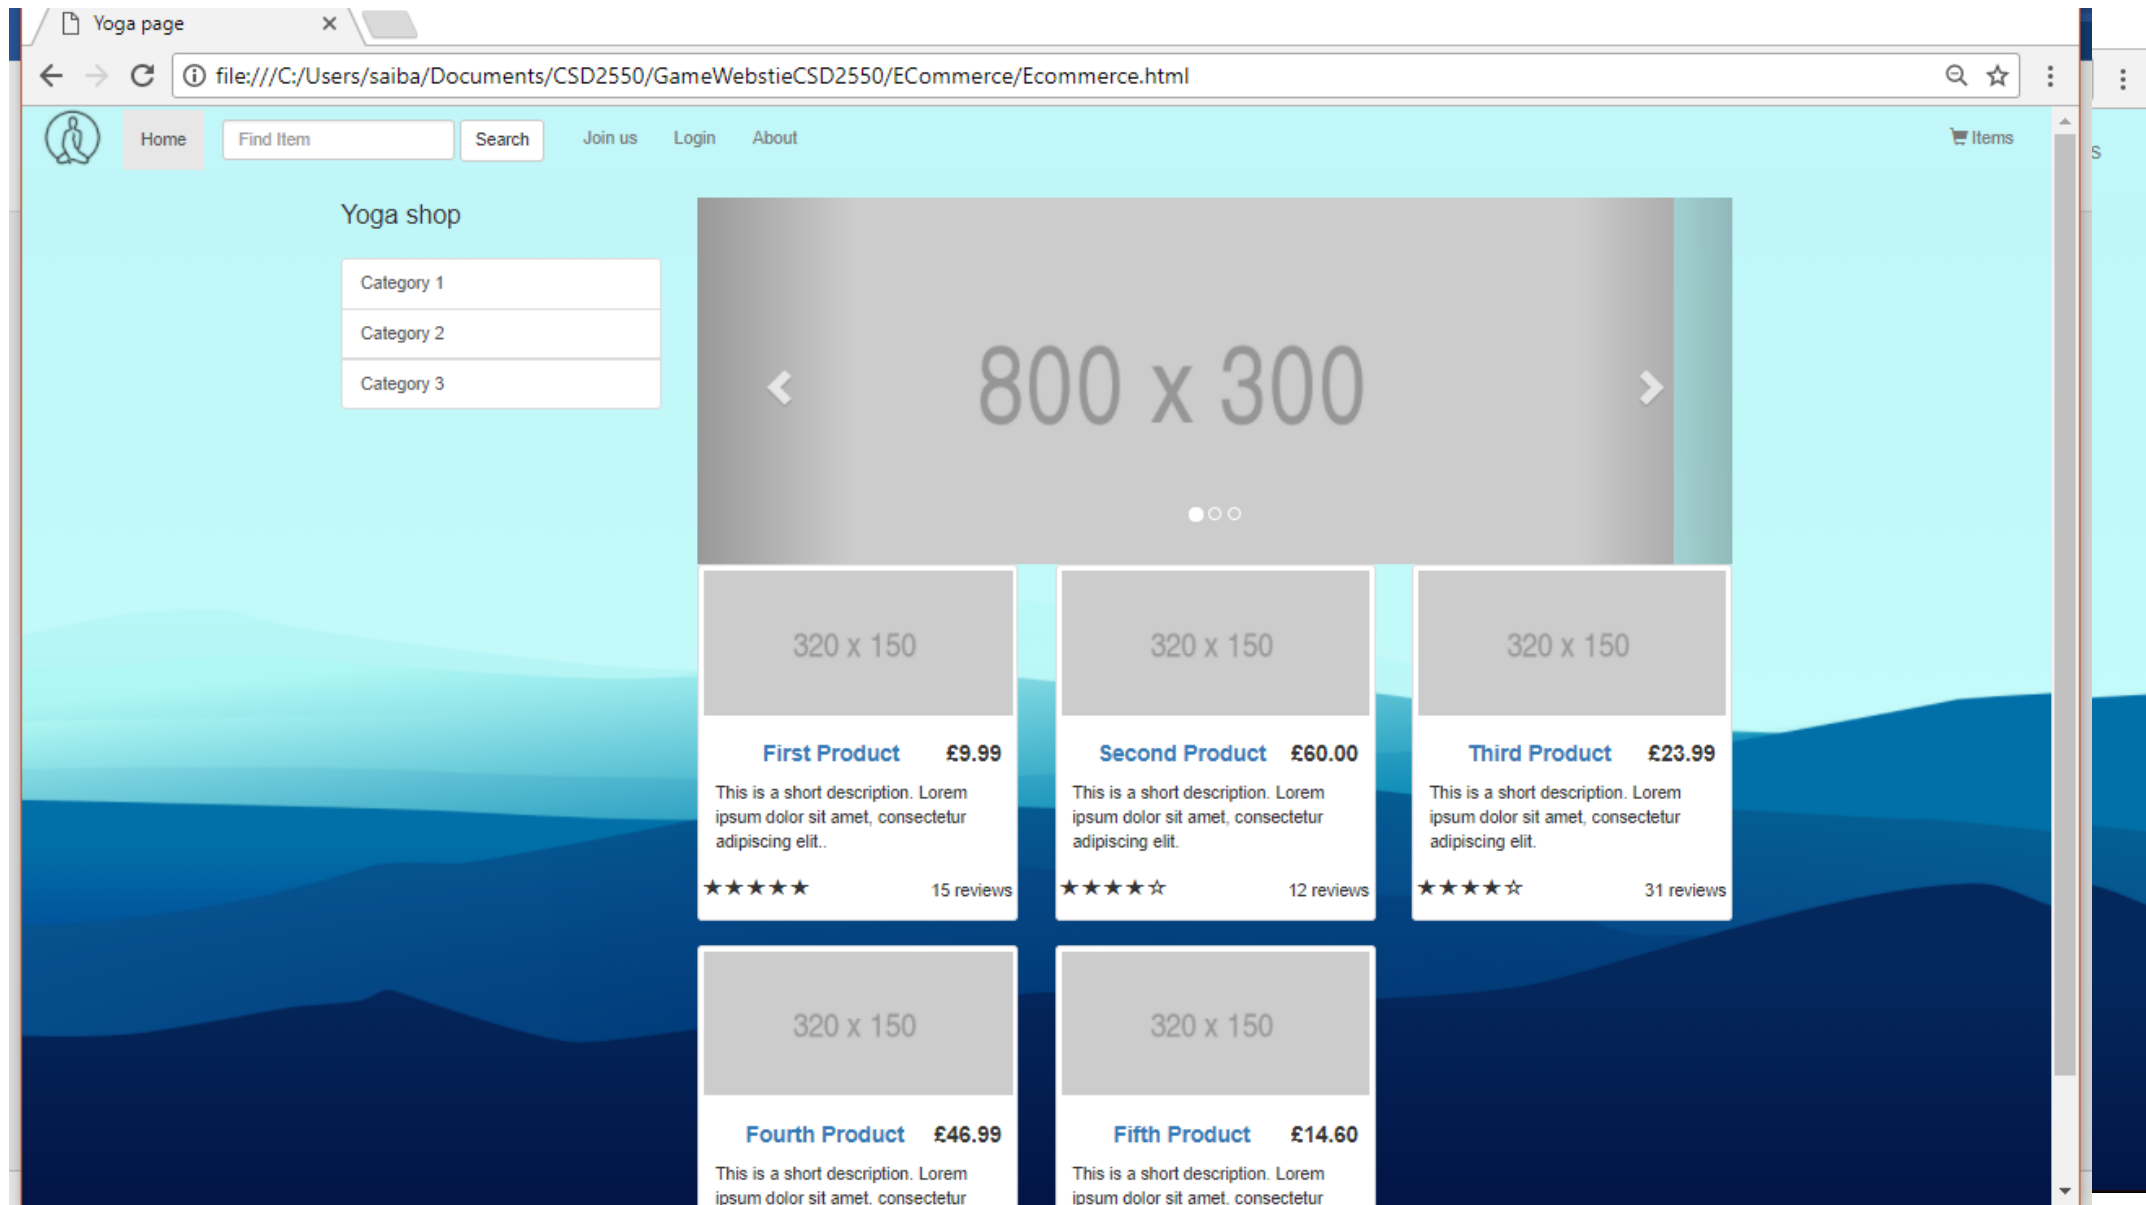 Yoga page
file:///C:/Users/saiba/Documents/CSD2550/GameWebstieCSD2550/ECommerce/Ecommerce.html
Home
Find Item
Search
Join us
Login
About
Items
s
Yoga shop
Category 1
Category 2
Category 3
800 x 300
320 x 150
320 x 150
320 x 150
First Product £9.99
This is a short description. Lorem
ipsum dolor sit amet, consectetur
adipiscing elit..
15 reviews
Second Product £60.00
This is a short description. Lorem
ipsum dolor sit amet, consectetur
adipiscing elit.
12 reviews
Third Product £23.99
This is a short description. Lorem
ipsum dolor sit amet, consectetur
adipiscing elit.
31 reviews
320 x 150
320 x 150
Fourth Product £46.99
This is a short description. Lorem
ipsum dolor sit amet, consectetur
Fifth Product £14.60
This is a short description. Lorem
ipsum dolor sit amet, consectetur